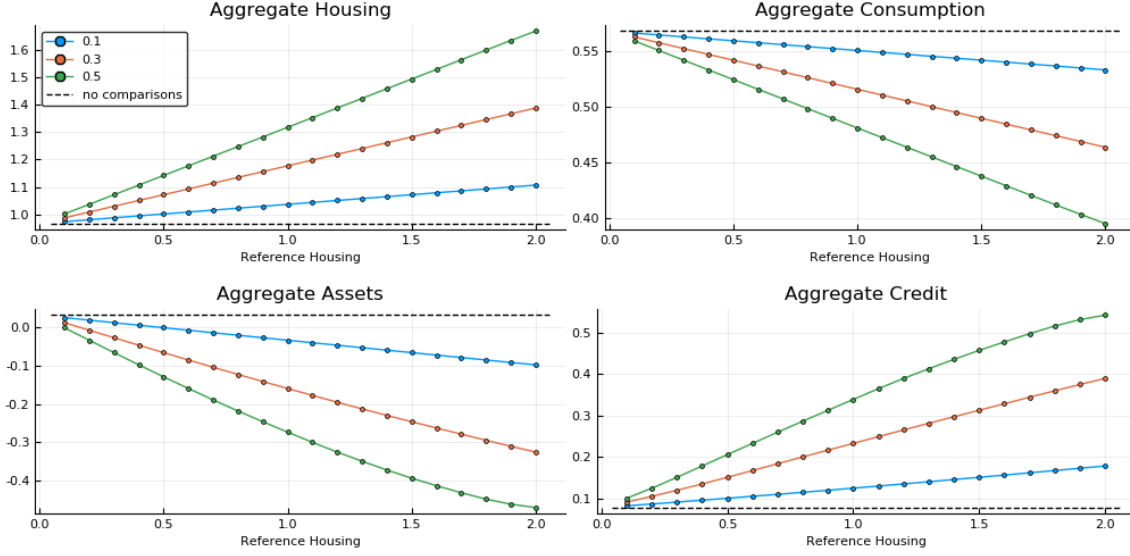 Aggregate Housing
1.6
1.5
1.4
1.3
1.2
1.1
1.0
0.1
0.3
0.5
no comparisons
0.0 0.5 1.0 1.5 2.0
Reference Housing
Aggregate Consumption
0.55
0.50
0.45
0.40
0.0 0.5 1.0 1.5 2.0
Reference Housing
Aggregate Assets
0.0
-0.1
-0.2
-0.3
-0.4
0.0 0.5 1.0 1.5 2.0
Reference Housing
Aggregate Credit
0.5
0.4
0.3
0.2
0.1
0.0 0.5 1.0 1.5 2.0
Reference Housing